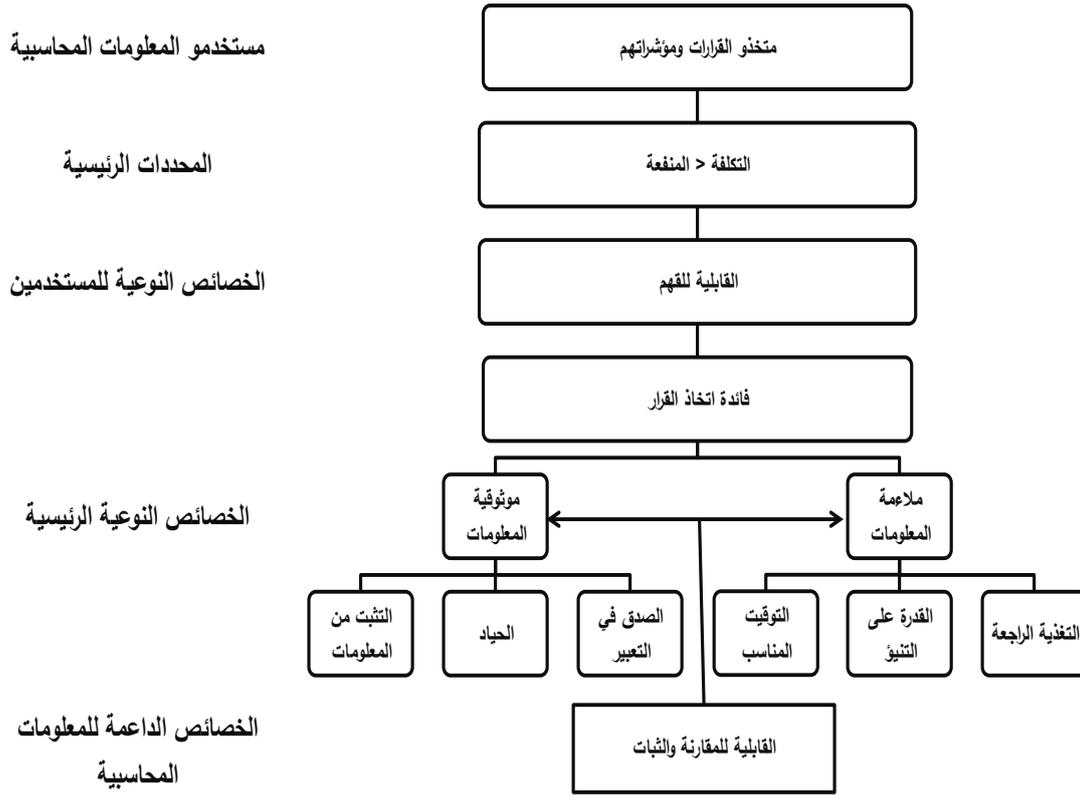 مستخدمو المعلومات المحاسبية
متخذو القرارات ومؤشراتهم
المحددات الرئيسية
التكلفة < المنفعة
الخصائص النوعية للمستخدمين
القابلية للقهم
فائدة اتخاذ القرار
الخصائص النوعية الرئيسية
ملاءمة
المعلومات
موثوقية
المعلومات
التغذية الراجعة
القدرة على
التنبؤ
التوقيت
المناسب
الصدق في
التعبير
الحياد
التثبت من
المعلومات
الخصائص الداعمة للمعلومات
المحاسبية
القابلية للمقارنة والثبات